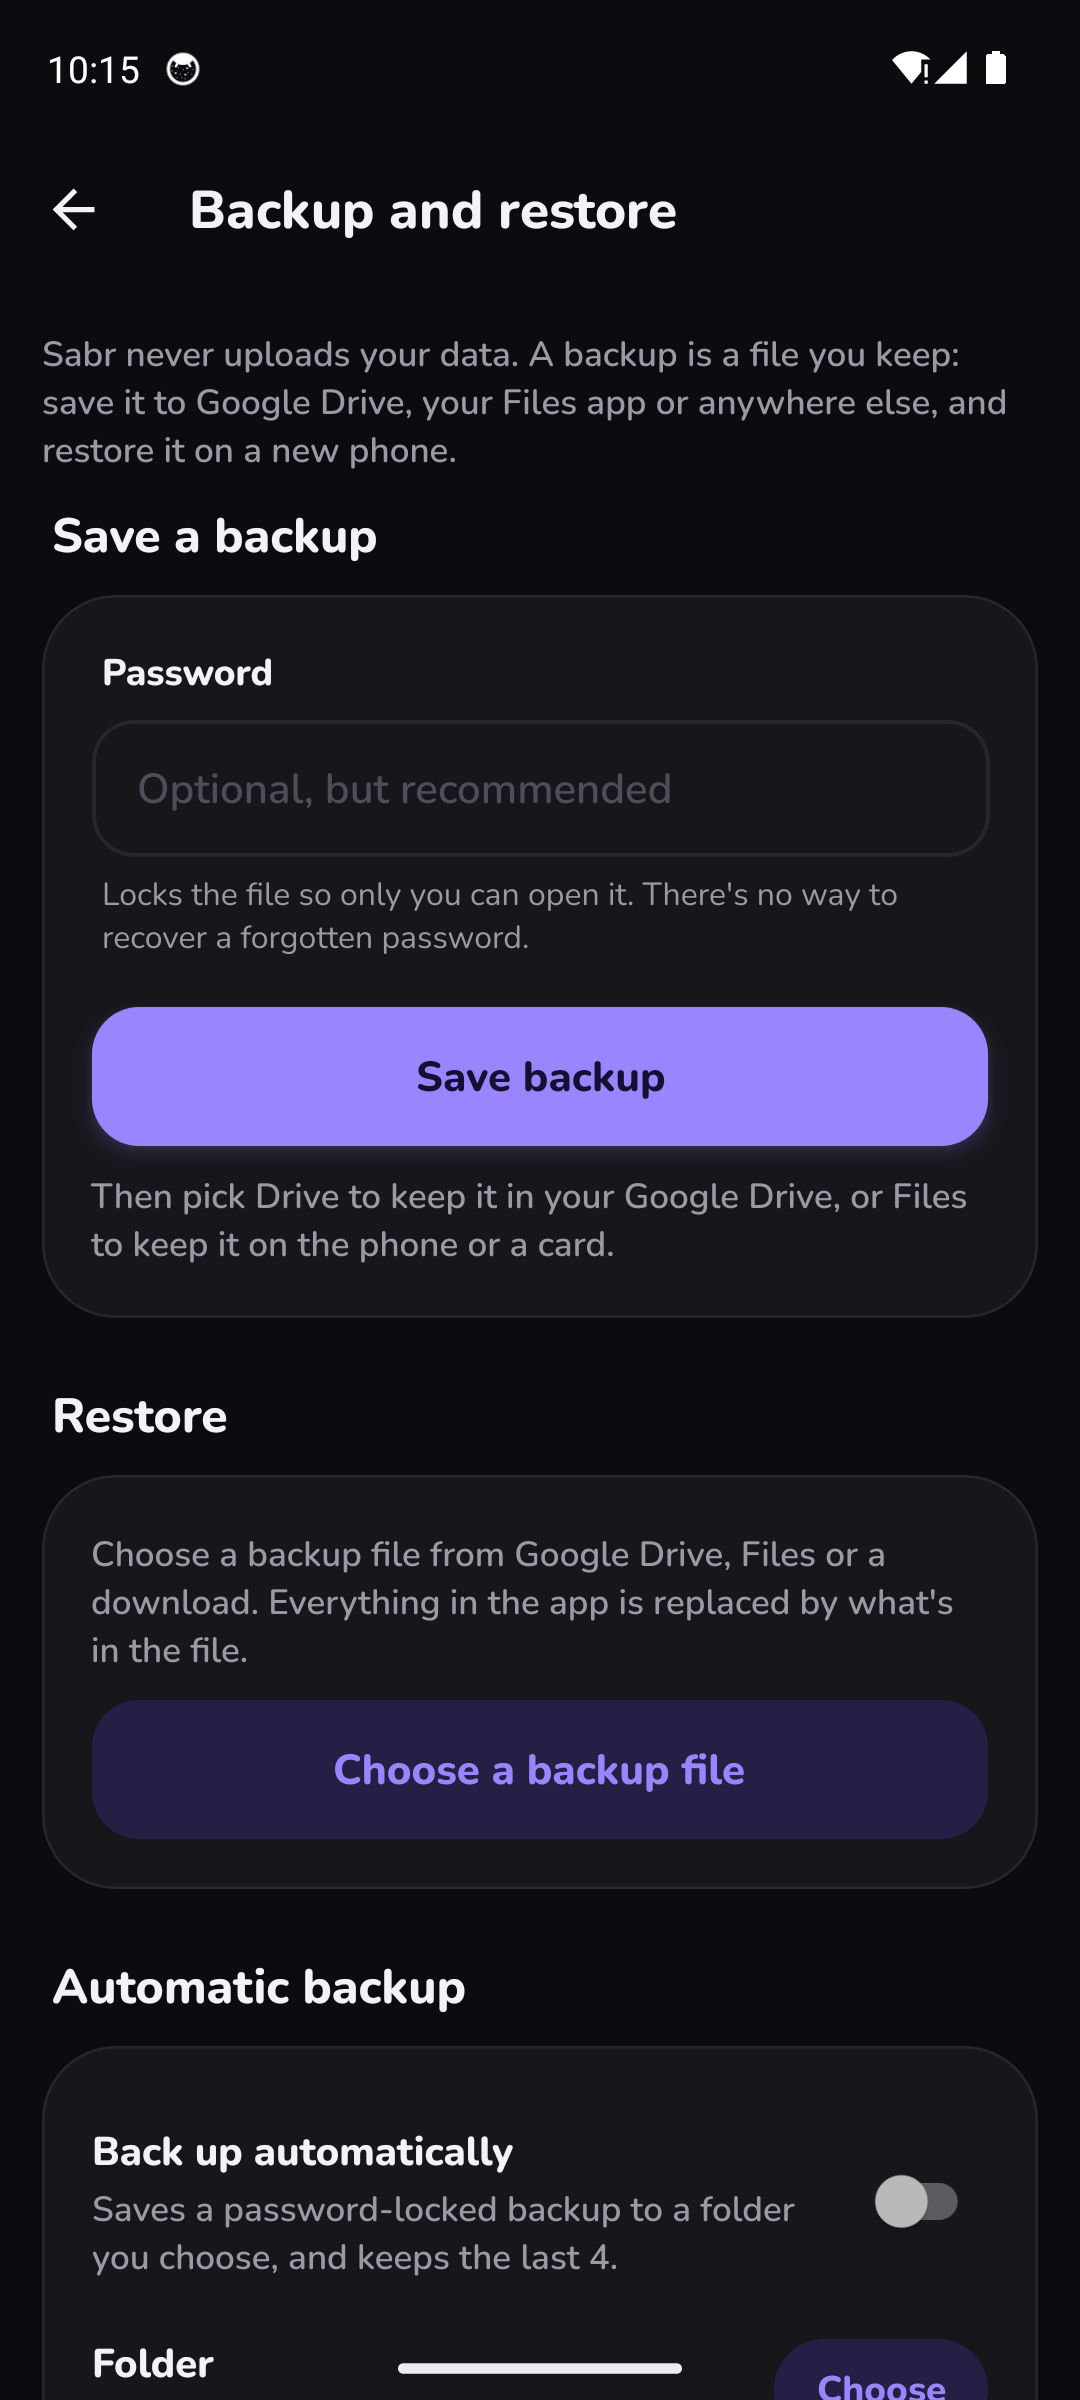 10:15
Backup and restore
Sabr never uploads your data. A backup is a file you keep:
save it to Google Drive, your Files app or anywhere else, and
restore it on a new phone.
Save a backup
Password
Optional, but recommended
Locks the file so only you can open it. There's no way to
recover a forgotten password.
Save backup
Then pick Drive to keep it in your Google Drive, or Files
to keep it on the phone or a card.
Restore
Choose a backup file from Google Drive, Files or a
download. Everything in the app is replaced by what's
in the file.
Choose a backup file
Automatic backup
Back up automatically
Saves a password-locked backup to a folder
you choose, and keeps the last 4.
Folder
Choose